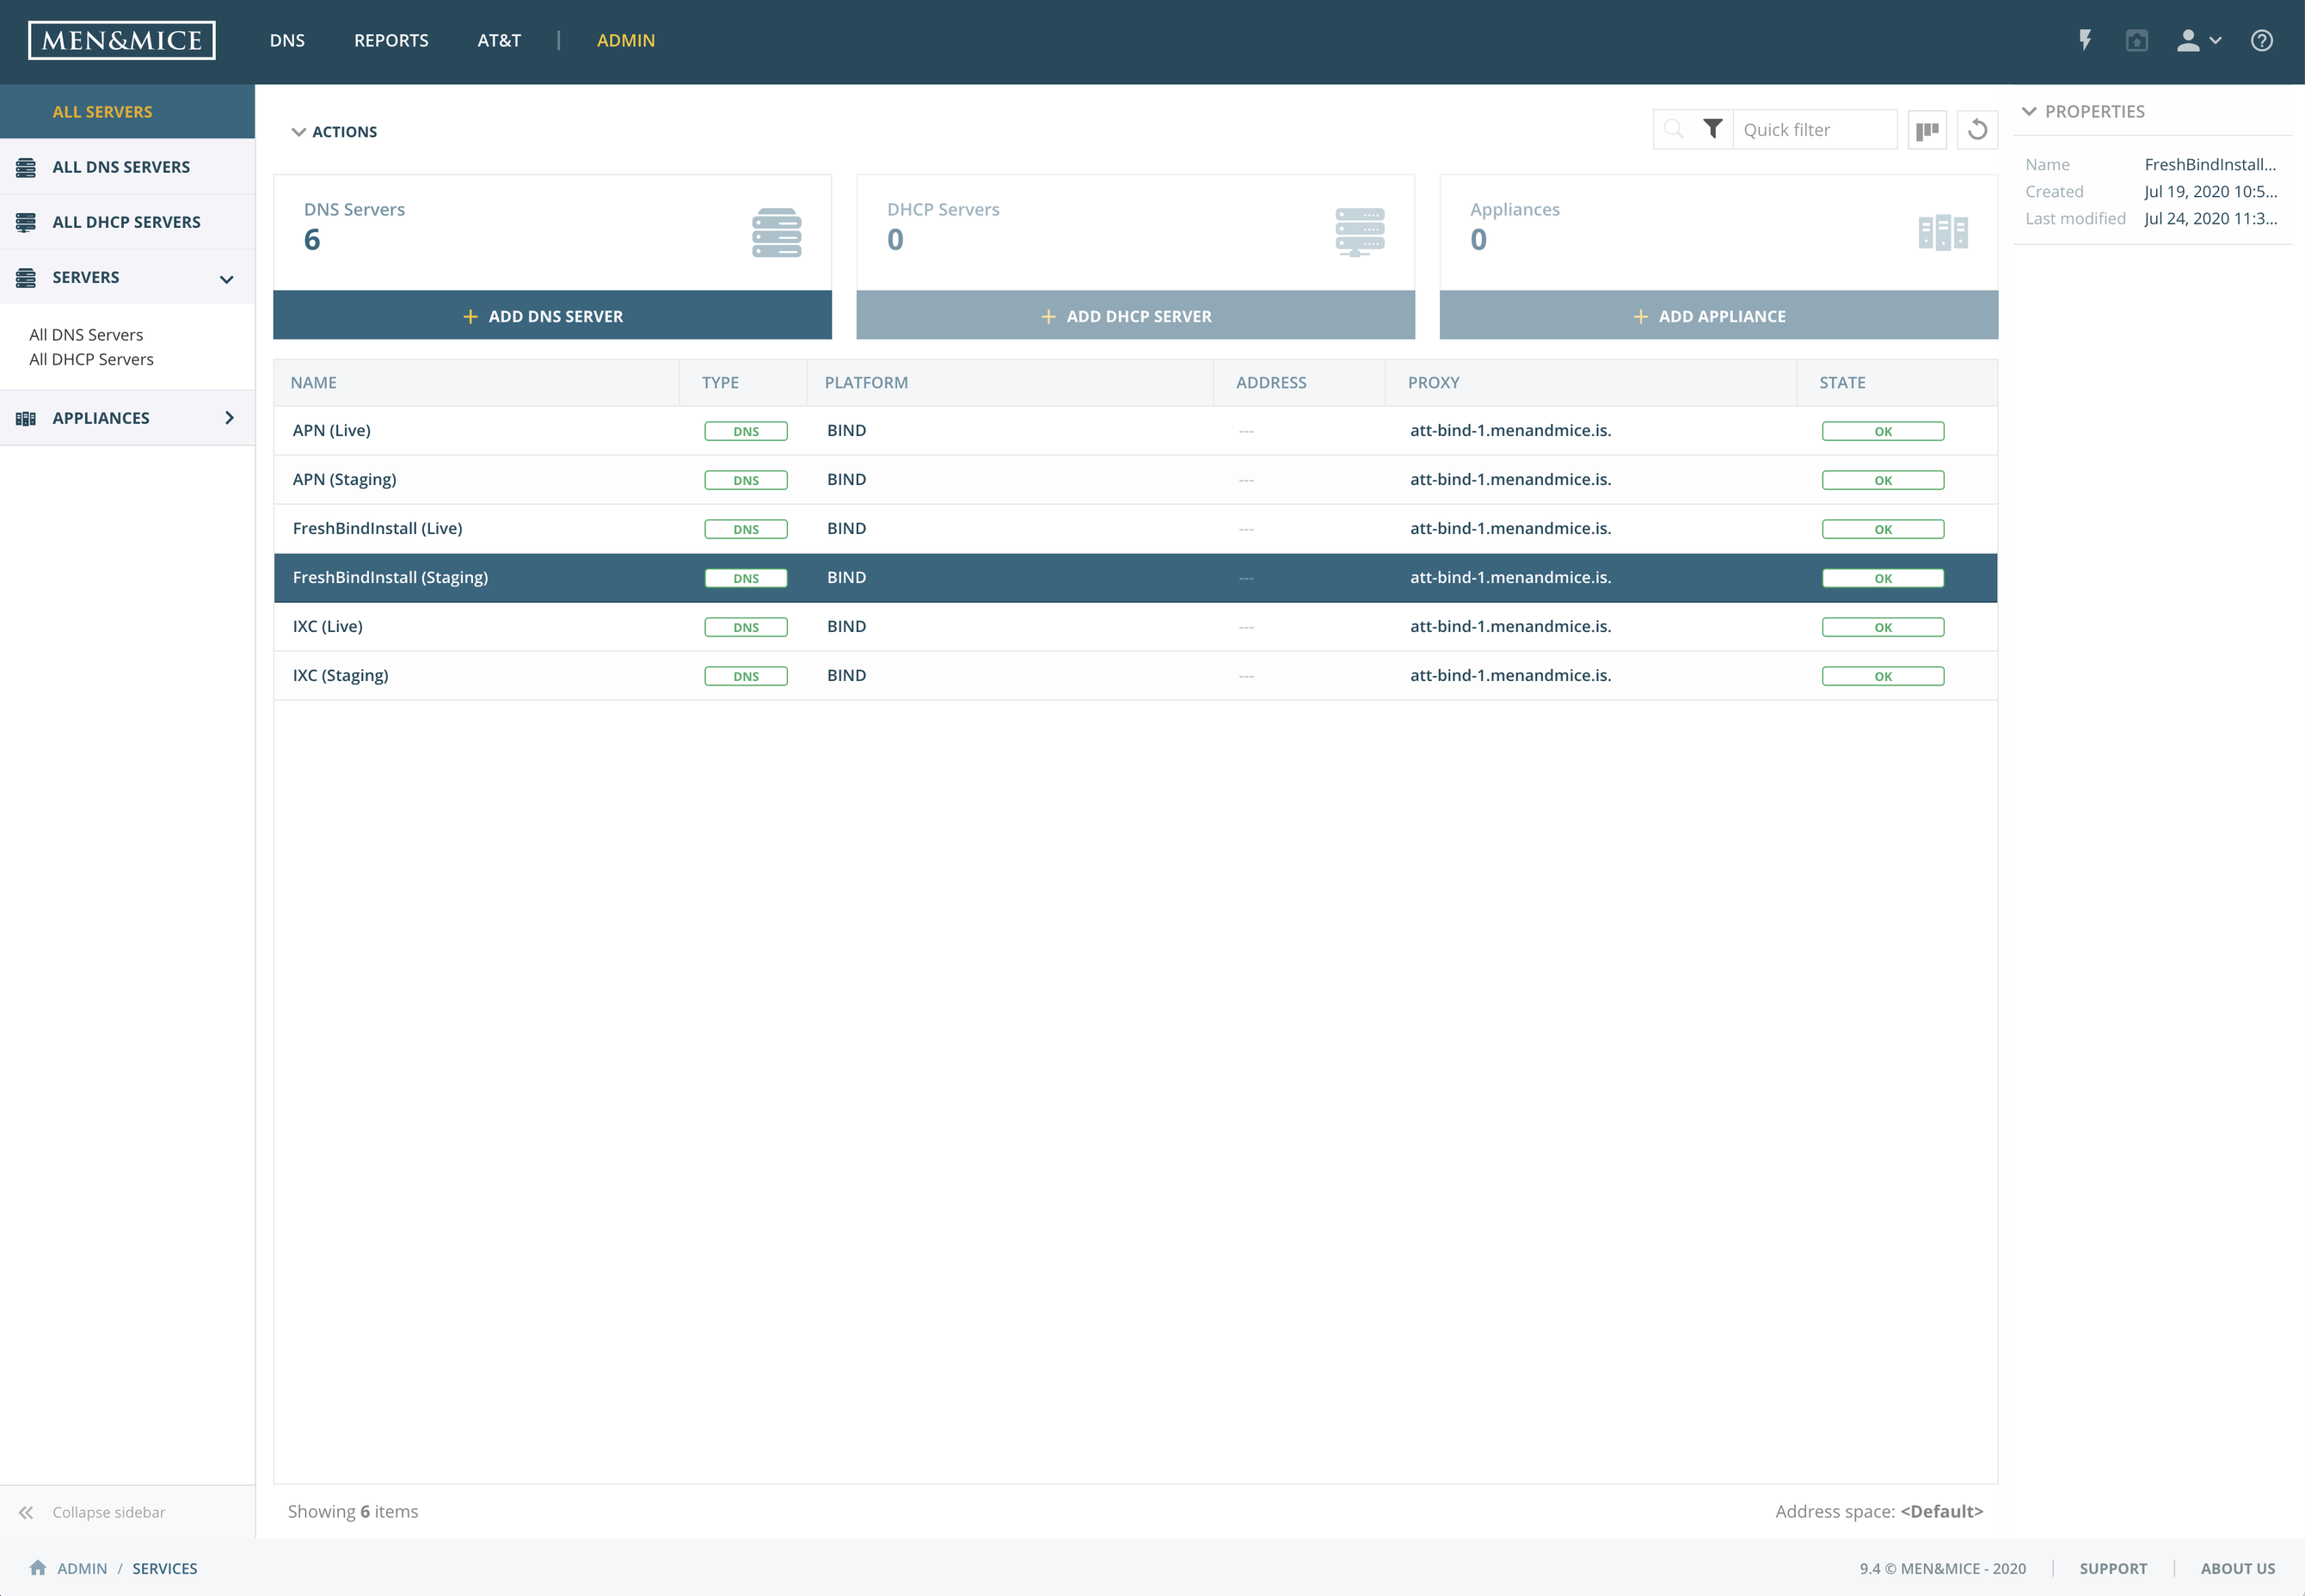 MEN&MICE DNS REPORTS AT&T | ADMIN
ALL SERVERS
ALL DNS SERVERS
ALL DHCP SERVERS
SERVERS
All DNS Servers
All DHCP Servers
APPLIANCES
Collapse sidebar
ACTIONS
Quick filter
DNS Servers
6
+ ADD DNS SERVER
DHCP Servers
0
+ ADD DHCP SERVER
Appliances
0
+ ADD APPLIANCE
NAME TYPE PLATFORM ADDRESS PROXY STATE
APN (Live) DNS BIND --- att-bind-1.menandmice.is. OK
APN (Staging) DNS BIND --- att-bind-1.menandmice.is. OK
FreshBindInstall (Live) DNS BIND --- att-bind-1.menandmice.is. OK
FreshBindInstall (Staging) DNS BIND --- att-bind-1.menandmice.is. OK
IXC (Live) DNS BIND --- att-bind-1.menandmice.is. OK
IXC (Staging) DNS BIND --- att-bind-1.menandmice.is. OK
Showing 6 items
Address space: <Default>
PROPERTIES
Name FreshBindInstall...
Created Jul 19, 2020 10:5...
Last modified Jul 24, 2020 11:3...
ADMIN / SERVICES
9.4 © MEN&MICE - 2020 | SUPPORT | ABOUT US